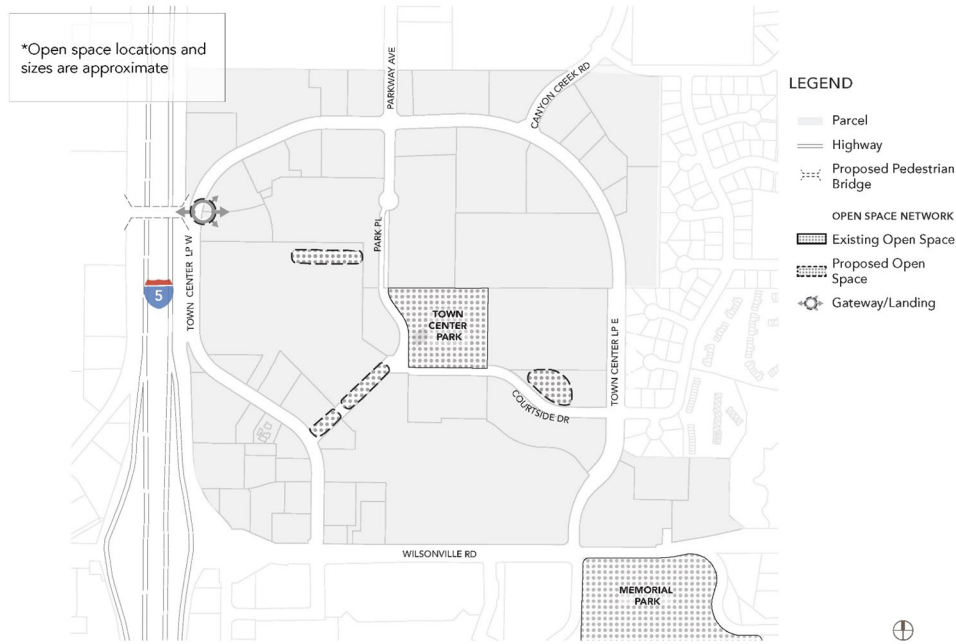 *Open space locations and
sizes are approximate
PARKWAY AVE
CANYON CREEK RD
LEGEND
Parcel
Highway
Proposed Pedestrian
Bridge
OPEN SPACE NETWORK
Existing Open Space
Proposed Open
Space
Gateway/Landing
PARK PL
TOWN CENTER LP W
5
TOWN
CENTER
PARK
TOWN CENTER LP E
COURTSIDE DR
WILSONVILLE RD
MEMORIAL
PARK